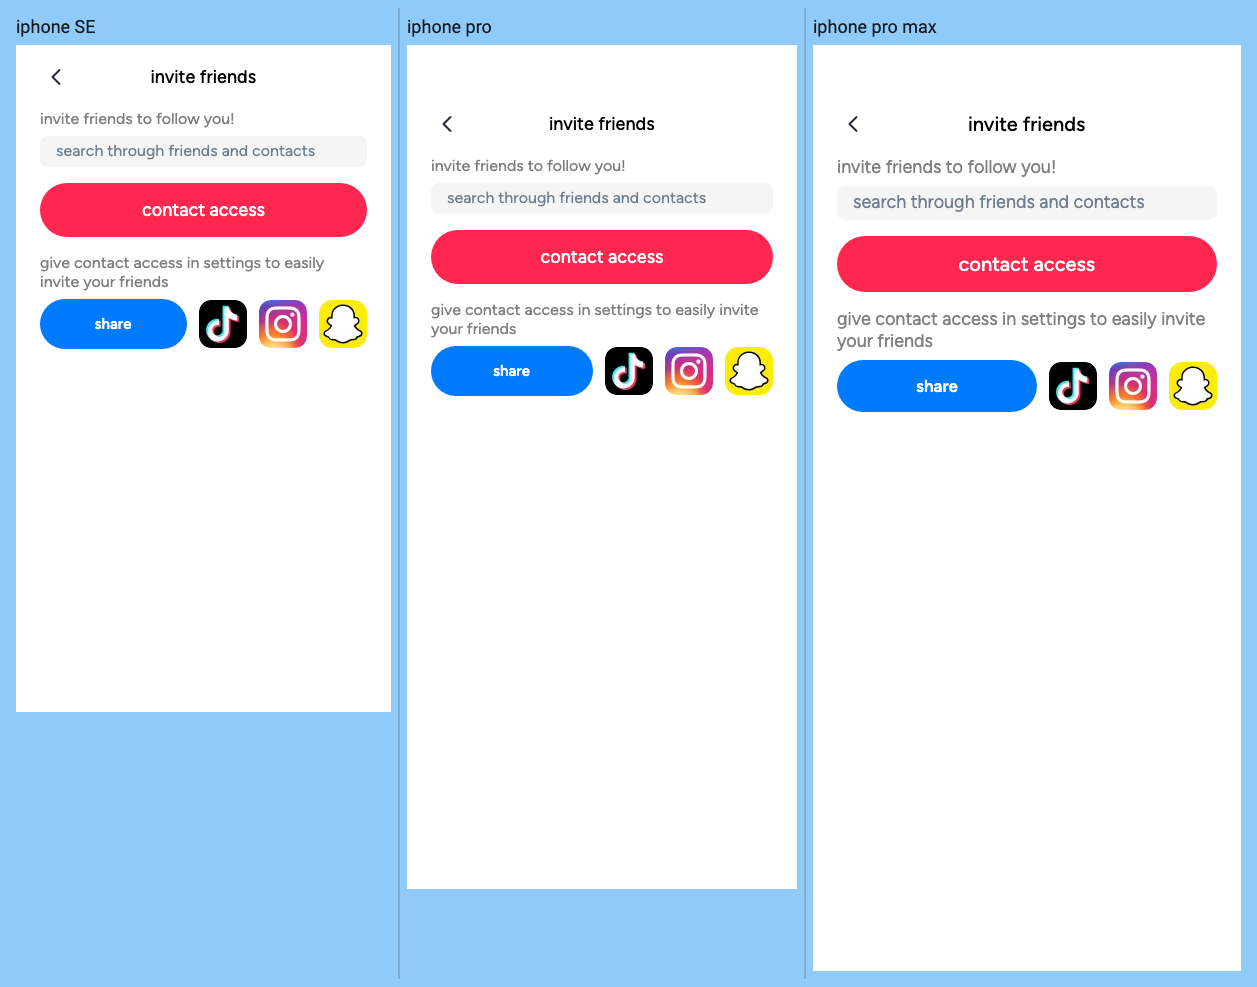 iphone SE
invite friends
invite friends to follow you!
search through friends and contacts
contact access
give contact access in settings to easily
invite your friends
share
iphone pro
invite friends
invite friends to follow you!
search through friends and contacts
contact access
give contact access in settings to easily invite
your friends
share
iphone pro max
invite friends
invite friends to follow you!
search through friends and contacts
contact access
give contact access in settings to easily invite
your friends
share